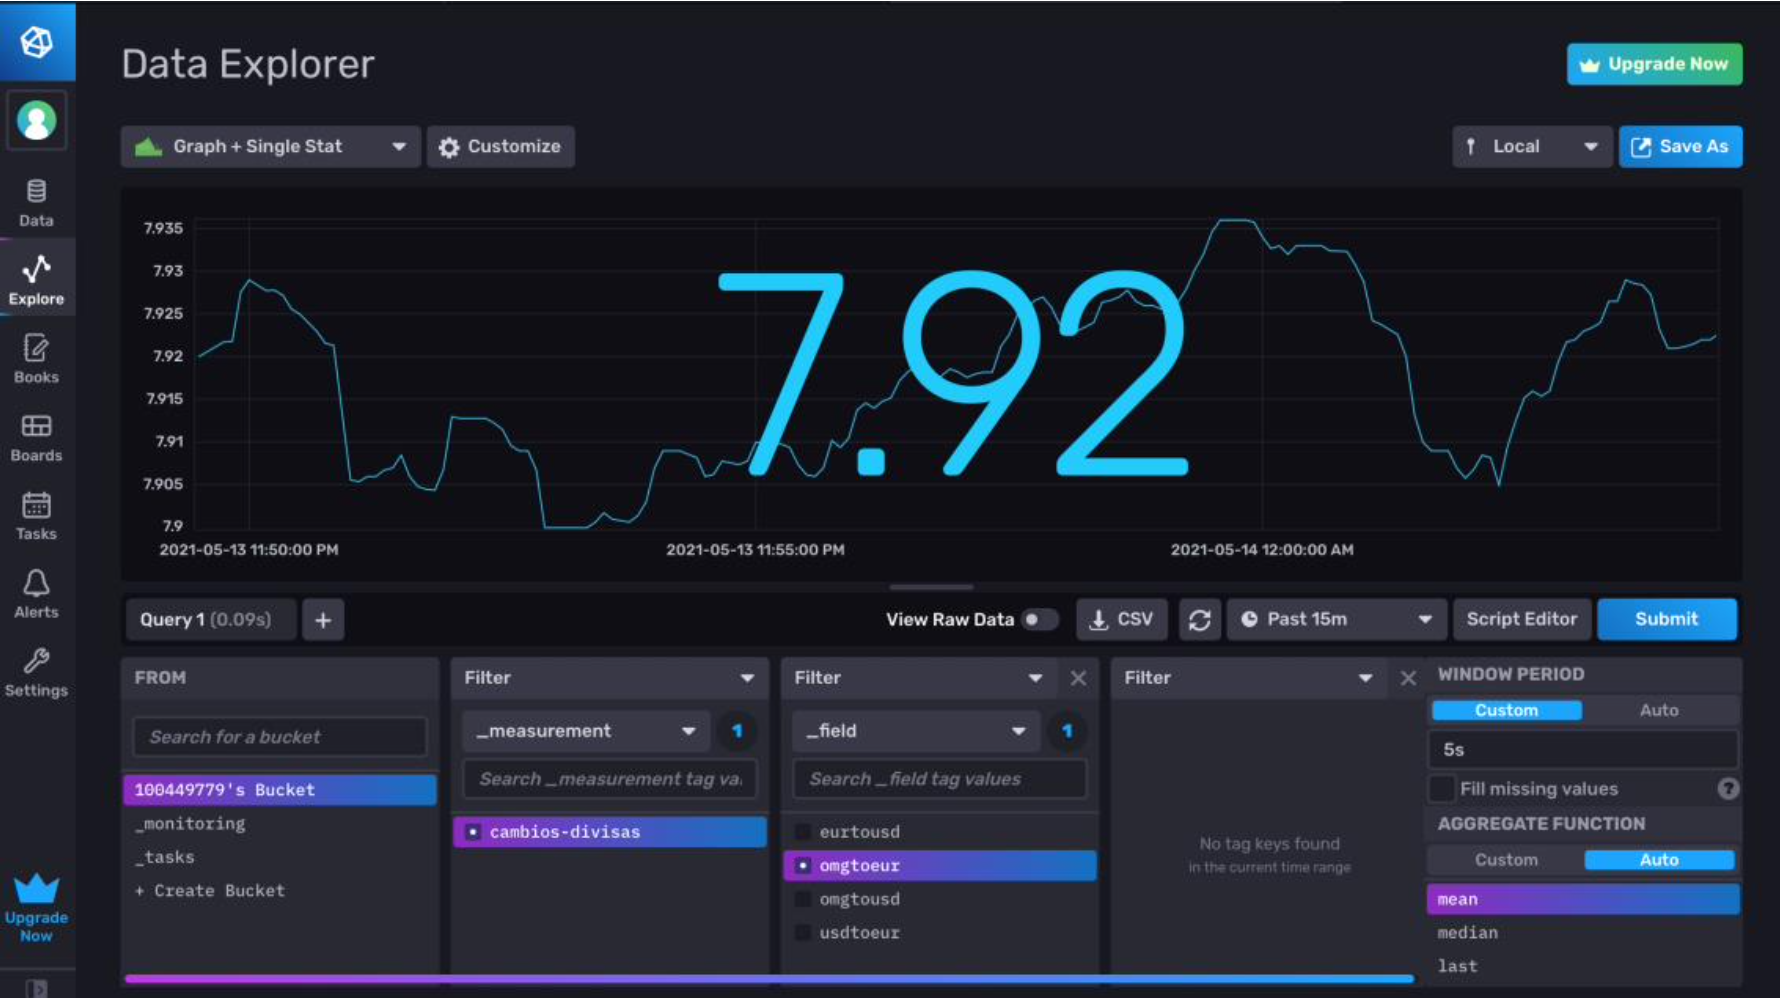 Data Explorer
Upgrade Now
Graph + Single Stat
Customize
Local
Save As
Data
Explore
Books
Boards
Tasks
Alerts
Settings
Upgrade
Now
7.935
7.93
7.925
7.92
7.915
7.91
7.905
7.9
7.92
2021-05-13 11:50:00 PM
2021-05-13 11:55:00 PM
2021-05-14 12:00:00 AM
Query 1 (0.09s)
+
View Raw Data
CSV
Past 15m
Script Editor
Submit
FROM
Search for a bucket
100449779's Bucket
_monitoring
_tasks
+ Create Bucket
Filter
_measurement
1
Search _measurement tag va
cambios-divisas
Filter
_field
1
Search _field tag values
eurtousd
omgtoeur
omgtousd
usdtoeur
Filter
No tag keys found
in the current time range
WINDOW PERIOD
Custom
Auto
5s
Fill missing values
?
AGGREGATE FUNCTION
Custom
Auto
mean
median
last